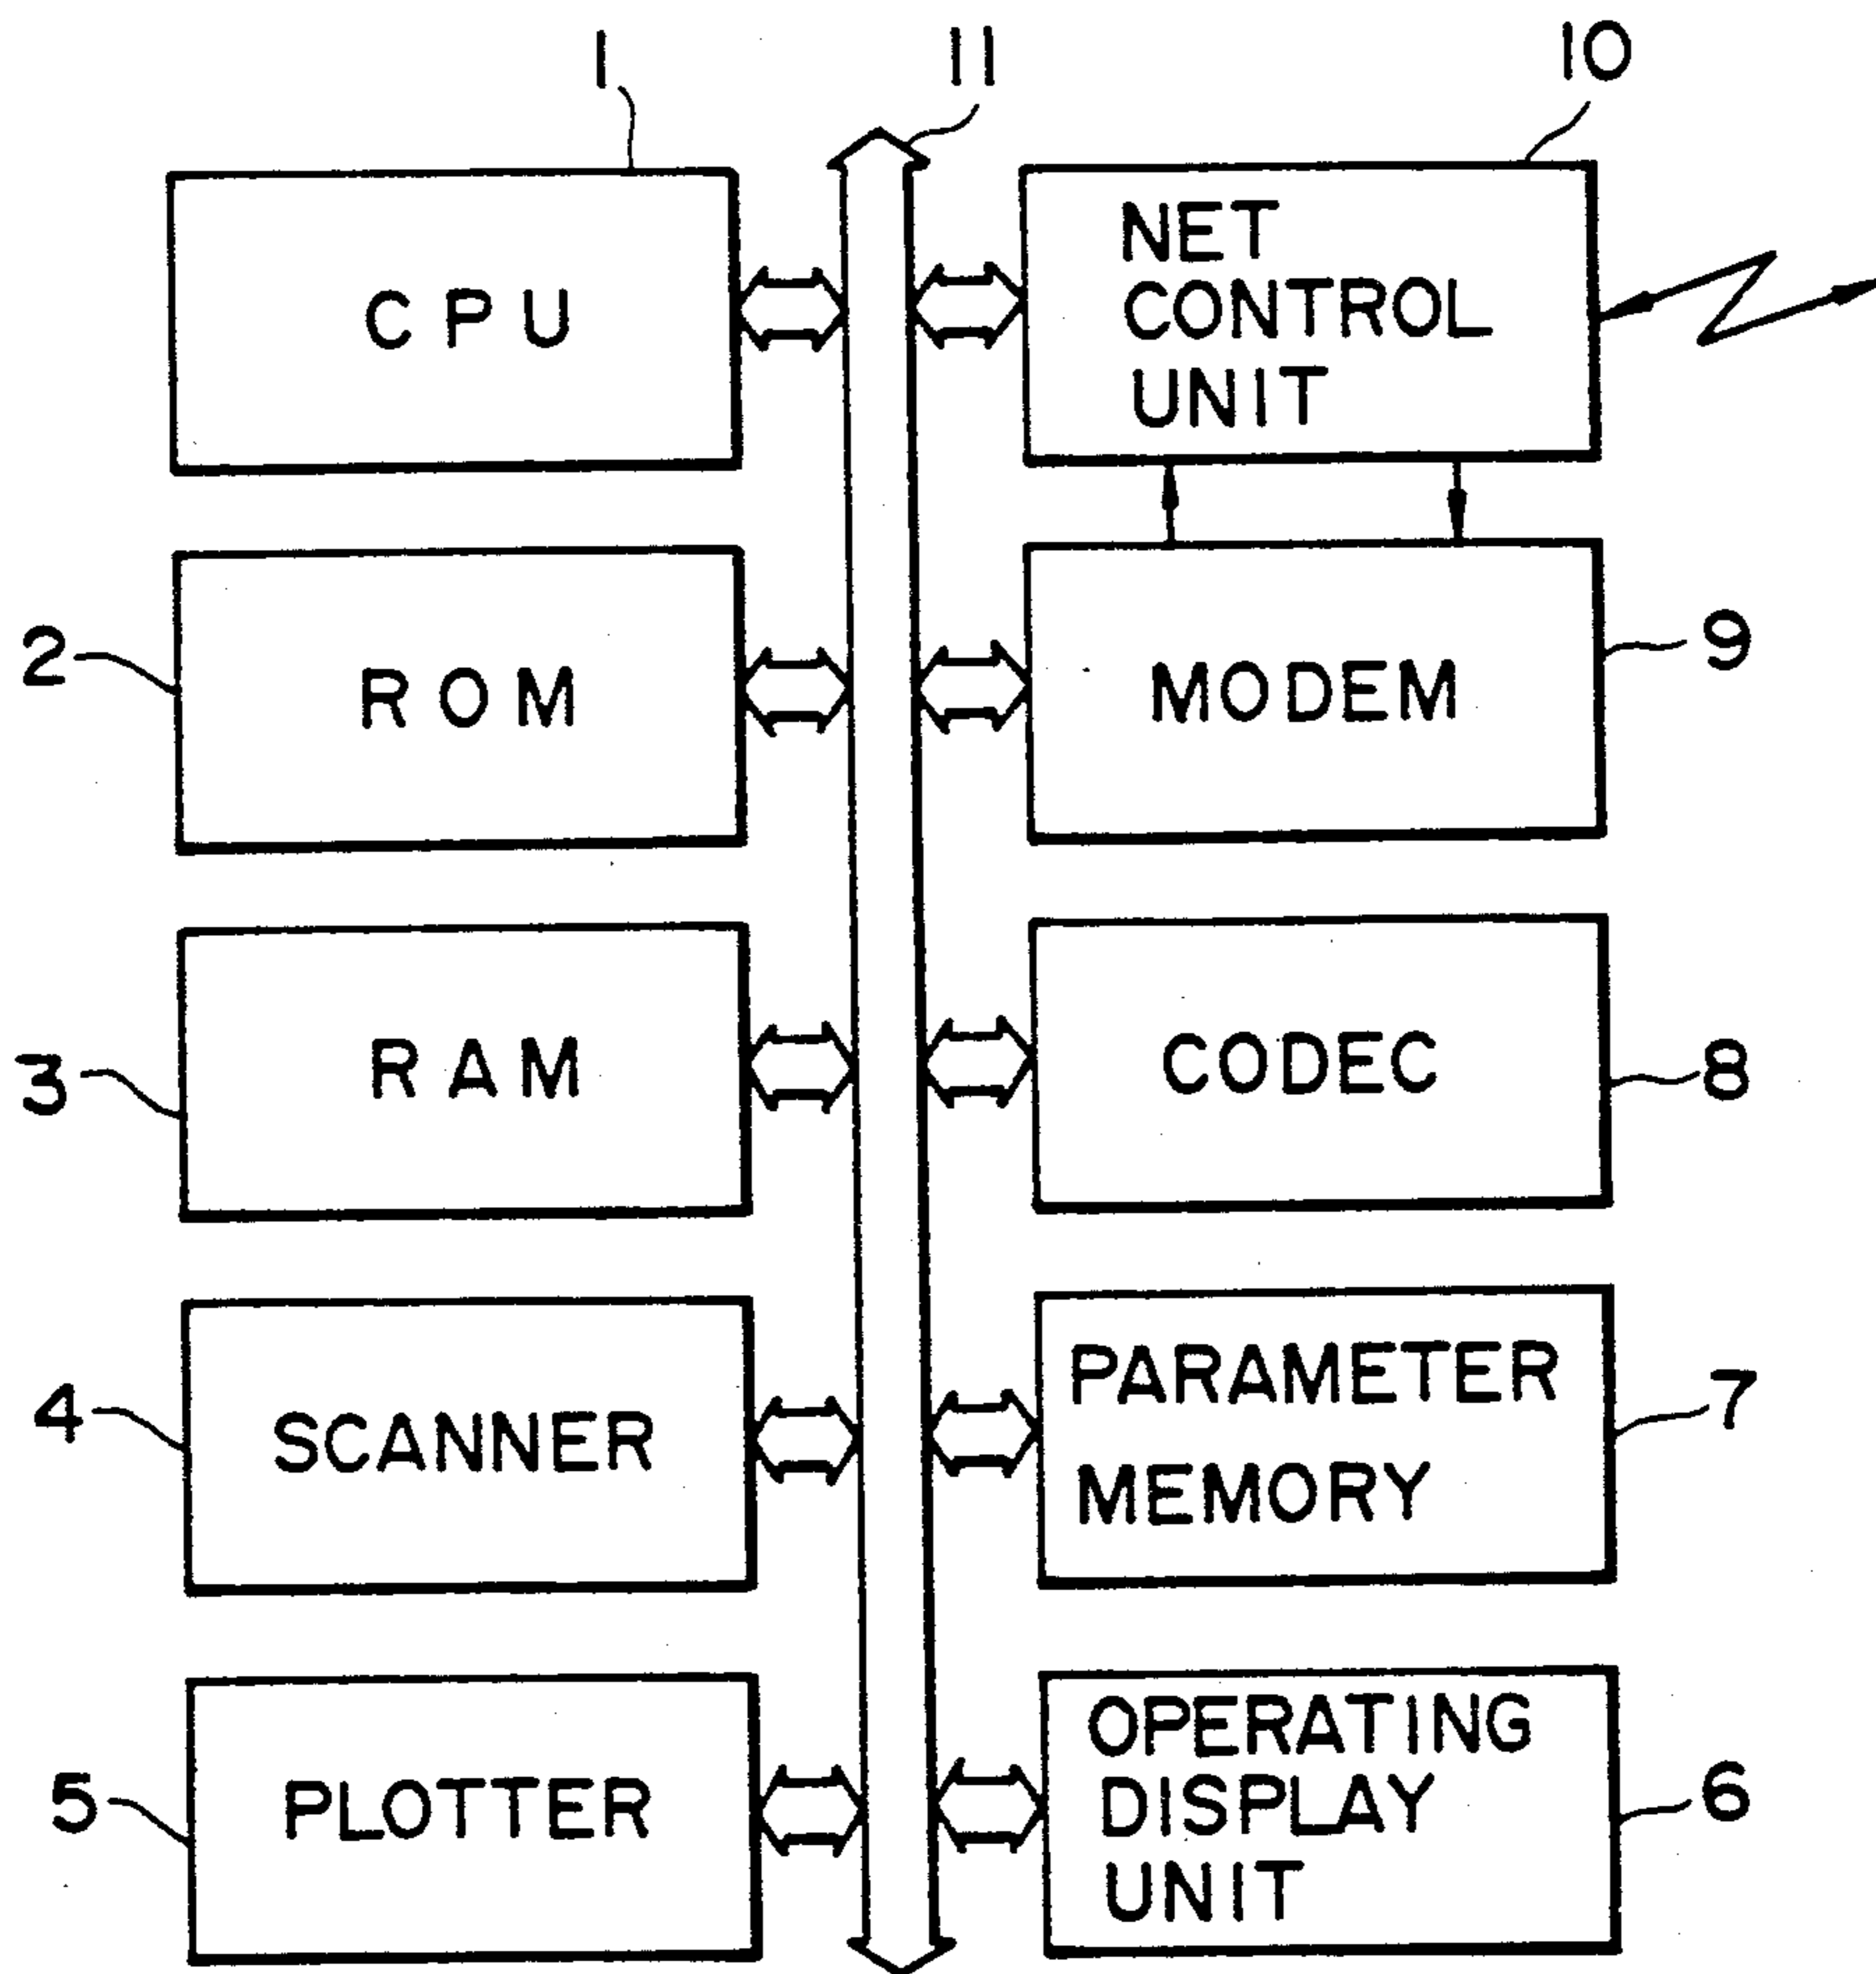 1
11
10
CPU
NET
CONTROL
UNIT
2
ROM
MODEM
9
3
RAM
CODEC
8
4
SCANNER
PARAMETER
MEMORY
7
5
PLOTTER
OPERATING
DISPLAY
UNIT
6